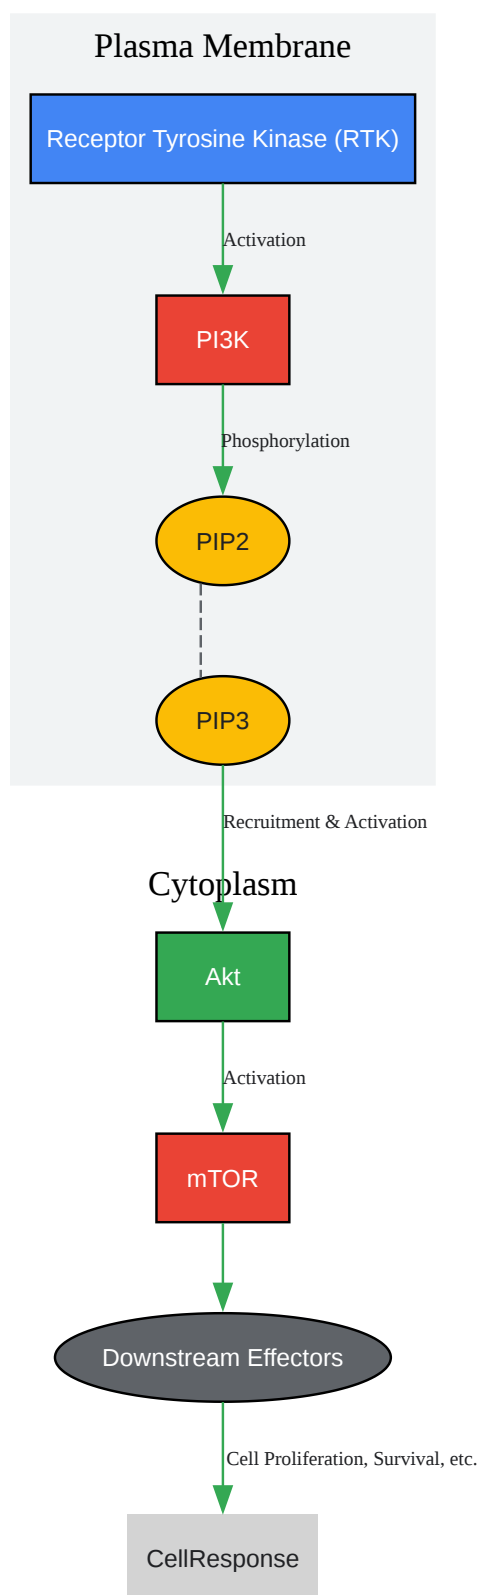 Plasma Membrane
Receptor Tyrosine Kinase (RTK)
Activation
PI3K
Phosphorylation
PIP2
PIP3
Recruitment & Activation
Cytoplasm
Akt
Activation
mTOR
Downstream Effectors
Cell Proliferation, Survival, etc.
CellResponse